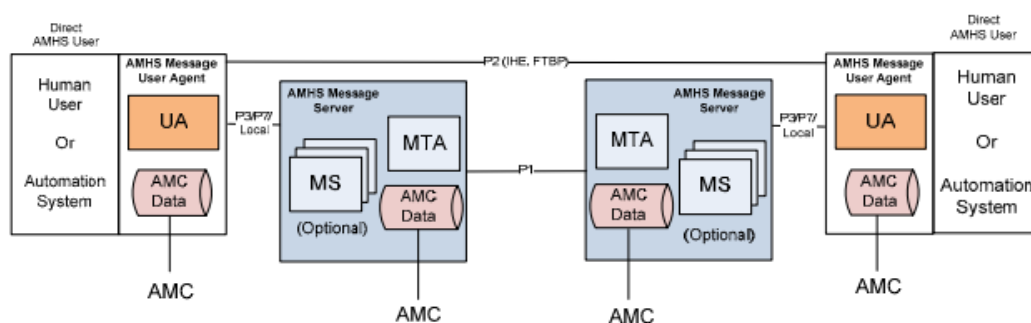 Direct
AMHS User
Human
User
Or
Automation
System
AMHS Message
User Agent
UA
AMC
Data
AMC
P3/P7/
Local
P2 (IHE, FTBP)
AMHS Message
Server
MTA
MS
AMC
Data
(Optional)
AMC
P1
AMHS Message
Server
MTA
AMC
Data
MS
(Optional)
AMC
P3/P7/
Local
AMHS Message
User Agent
UA
AMC
Data
AMC
Direct
AMHS User
Human
User
Or
Automation
System